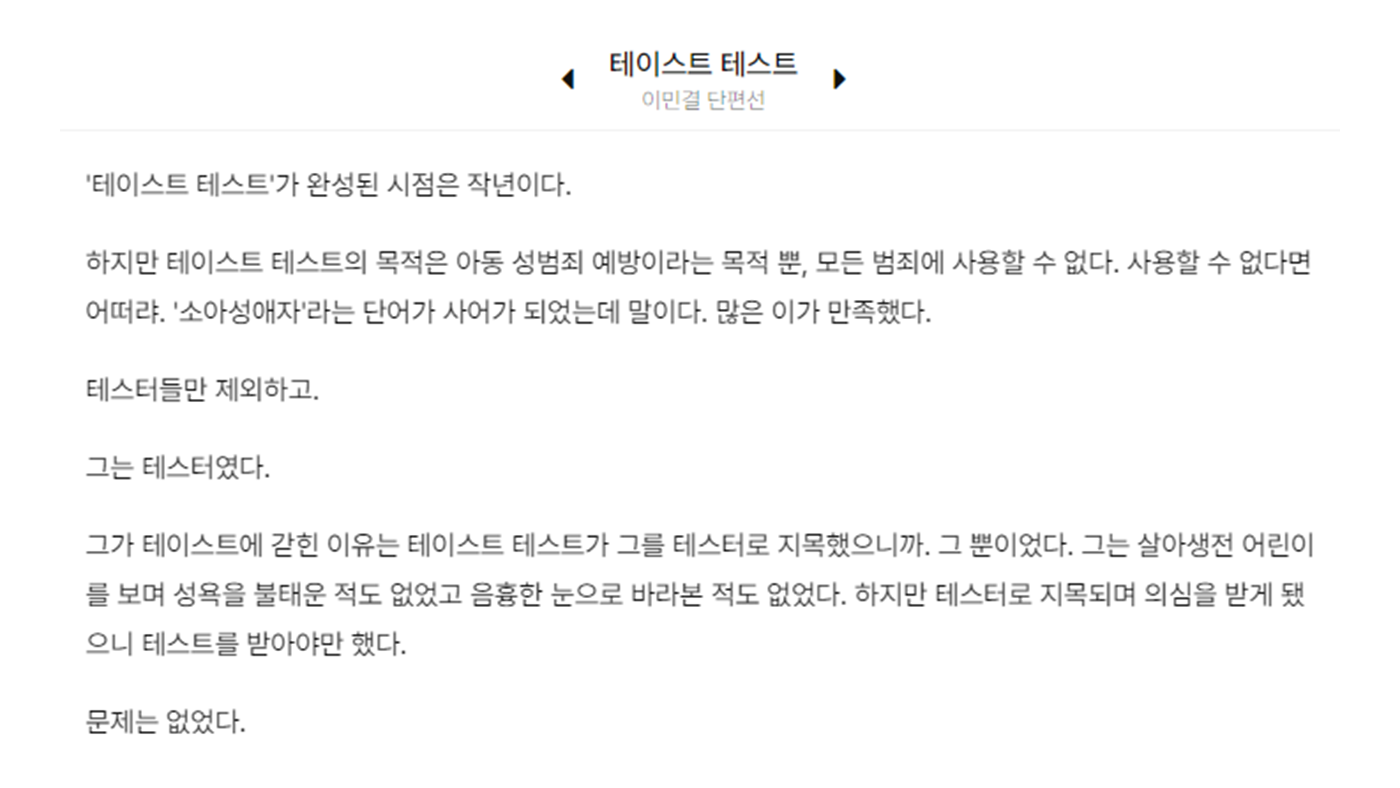 테이스트 테스트
이민결 단편선
'테이스트 테스트'가 완성된 시점은 작년이다.
하지만 테이스트 테스트의 목적은 아동 성범죄 예방이라는 목적 뿐, 모든 범죄에 사용할 수 없다. 사용할 수 없다면
어떠랴. '소아성애자'라는 단어가 사어가 되었는데 말이다. 많은 이가 만족했다.
테스터들만 제외하고.
그는 테스터였다.
그가 테이스트에 갇힌 이유는 테이스트 테스트가 그를 테스터로 지목했으니까. 그 뿐이었다. 그는 살아생전 어린이
를 보며 성욕을 불태운 적도 없었고 음흉한 눈으로 바라본 적도 없었다. 하지만 테스터로 지목되며 의심을 받게 됐
으니 테스트를 받아야만 했다.
문제는 없었다.